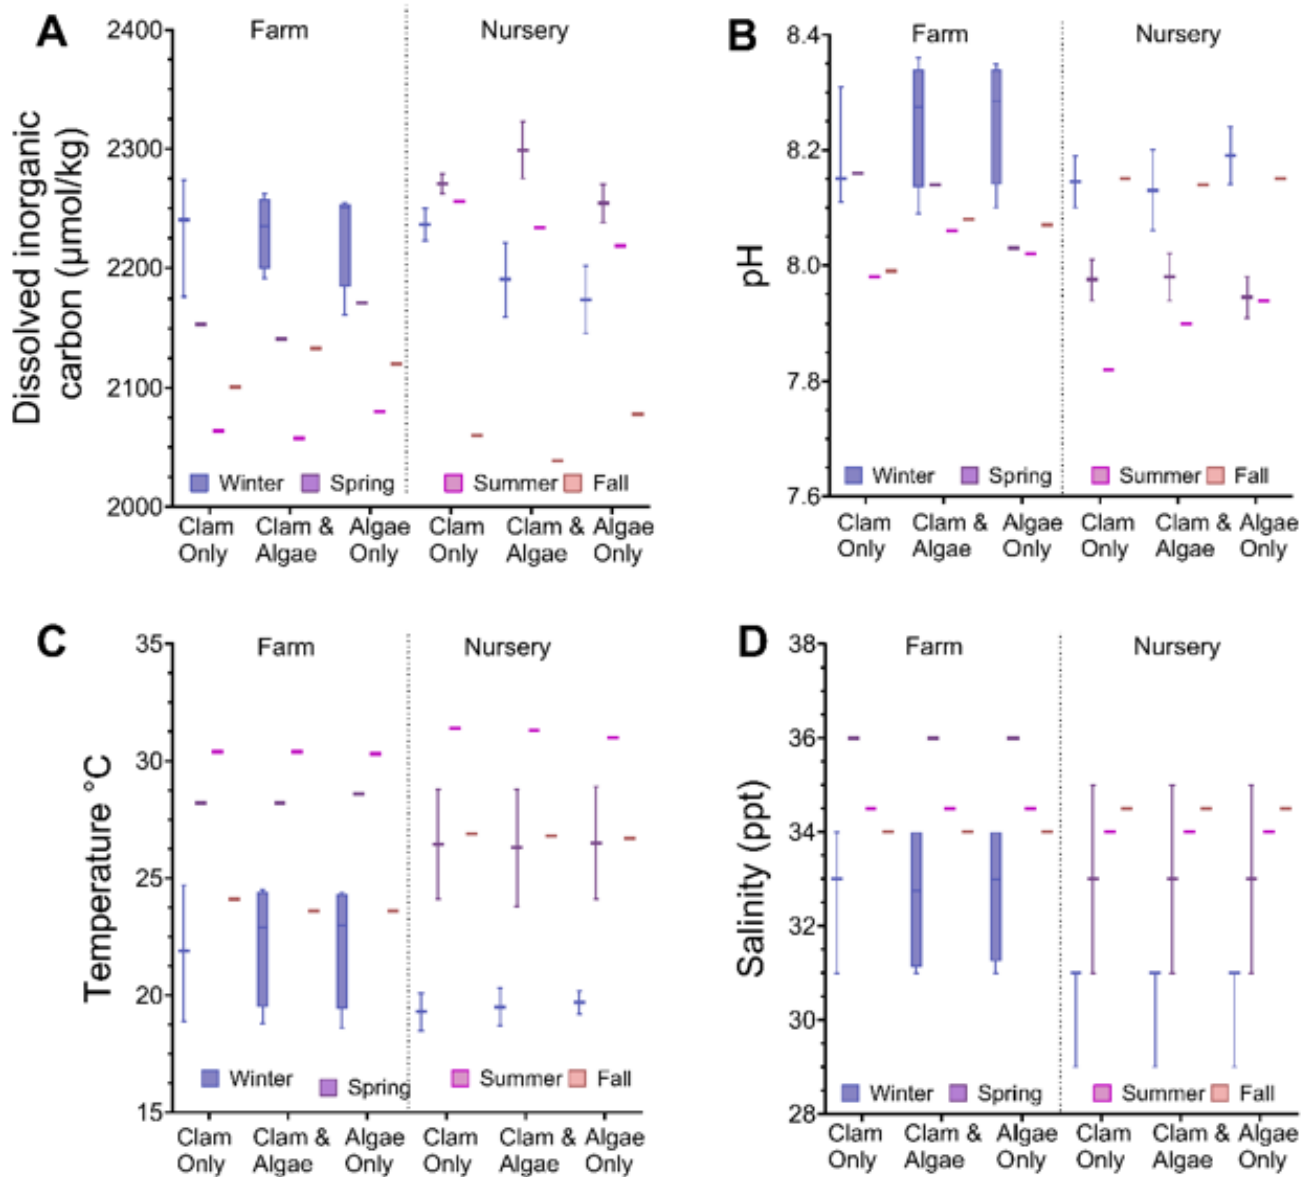 A
Farm
Nursery
Dissolved inorganic
carbon (µmol/kg)
2400
2300
2200
2100
2000
Winter
Spring
Summer
Fall
Clam Only
Clam & Algae
Algae Only
Clam Only
Clam & Algae
Algae Only
B
Farm
Nursery
pH
8.4
8.2
8.0
7.8
7.6
Winter
Spring
Summer
Fall
Clam Only
Clam & Algae
Algae Only
Clam Only
Clam & Algae
Algae Only
C
Farm
Nursery
Temperature °C
35
30
25
20
15
Winter
Spring
Summer
Fall
Clam Only
Clam & Algae
Algae Only
Clam Only
Clam & Algae
Algae Only
D
Farm
Nursery
Salinity (ppt)
38
36
34
32
30
28
Winter
Spring
Summer
Fall
Clam Only
Clam & Algae
Algae Only
Clam Only
Clam & Algae
Algae Only